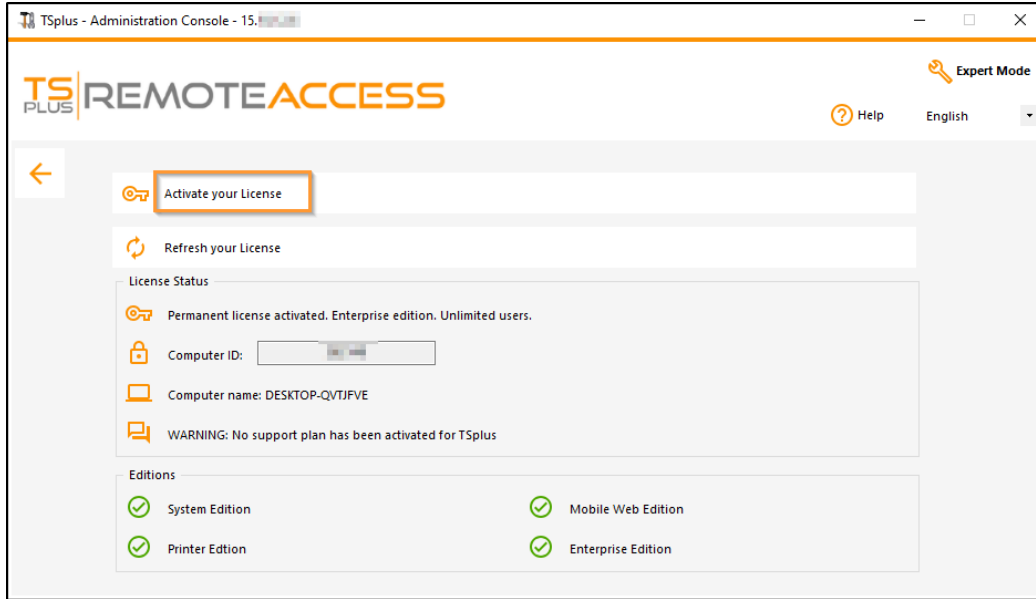 TSplus - Administration Console - 15.
Expert Mode
TS PLUS REMOTEACCESS
Help
English
Activate your License
Refresh your License
License Status
Permanent license activated. Enterprise edition. Unlimited users.
Computer ID:
Computer name: DESKTOP-QVTJFVE
WARNING: No support plan has been activated for TSplus
Editions
System Edition
Mobile Web Edition
Printer Edtion
Enterprise Edition